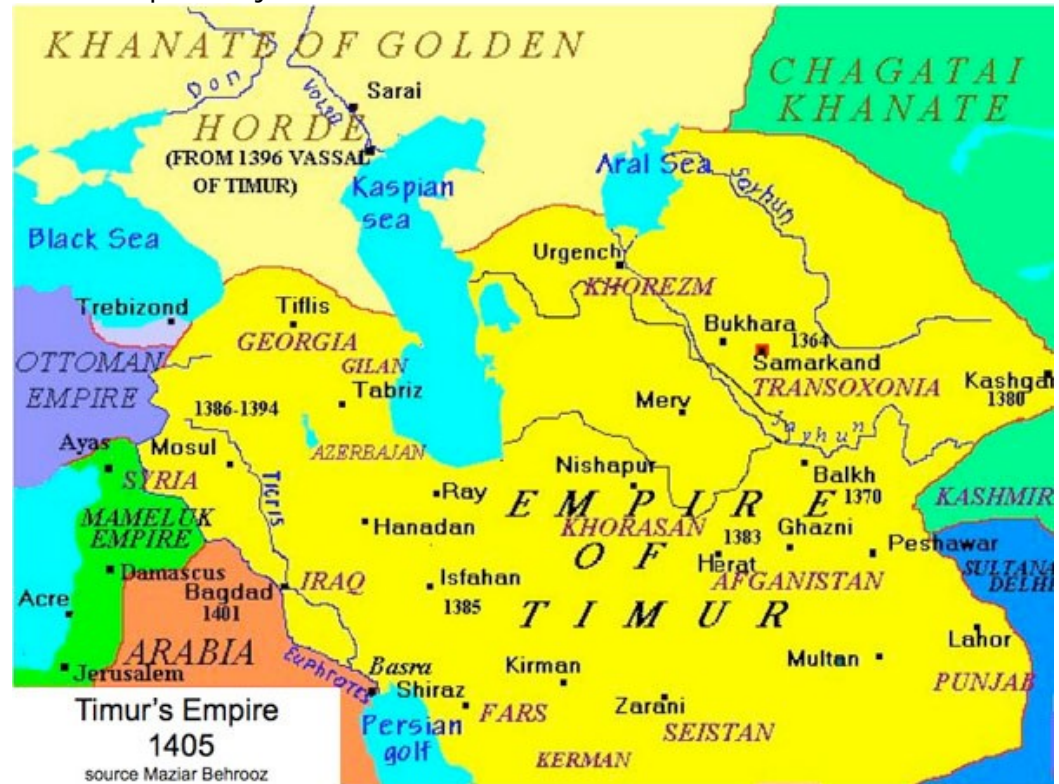 KHANATE OF GOLDEN
HORDE
(FROM 1396 VASSAL
OF TIMUR)
Don
Volga
Sarai
CHAGATAI
KHANATE
Kaspian
sea
Aral Sea
Sarhun
Black Sea
Urgench
KHOREZM
Trebizond
Tiflis
GEORGIA
GILAN
Bukhara
1364
Samarkand
TRANSOXONIA
Kashgar
1380
OTTOMAN
EMPIRE
Tabriz
1386-1394
Merv
Jayhun
Ayas
Mosul
AZERBAJAN
SYRIA
Tigris
Nishapur
Balkh
1370
KASHMIR
Ray
EMPIRE
OF
TIMUR
MAMELUK
EMPIRE
Hanadan
KHORASAN
1383
Ghazni
Herat
Peshawar
AFGANISTAN
SULTANA
DELHI
Damascus
Bagdad
1401
IRAQ
Isfahan
1385
Acre
ARABIA
Lahor
Jerusalem
Euphrates
Basra
Kirman
Multan
PUNJAB
Shiraz
FARS
Zarani
SEISTAN
Persian
golf
KERMAN
Timur's Empire
1405
source Maziar Behrooz